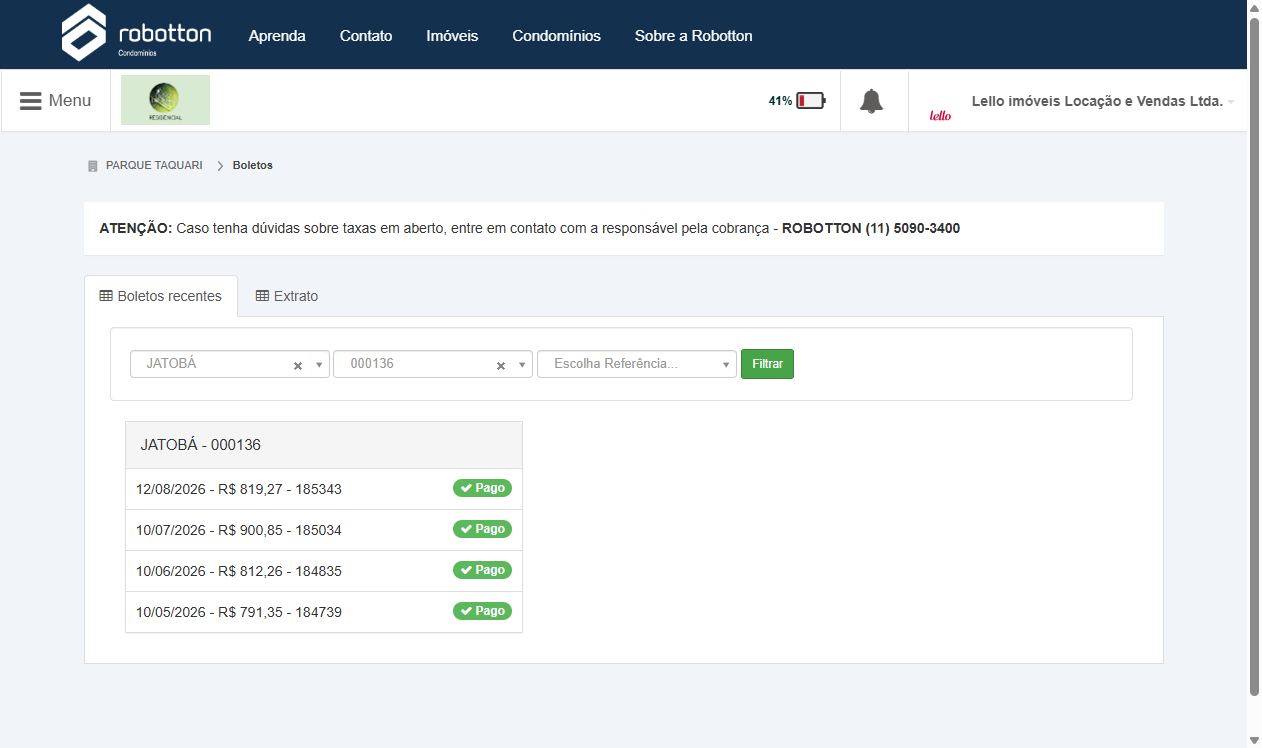 robotton
Condomínios
Aprenda Contato Imóveis Condomínios Sobre a Robotton
Menu
RESIDENCIAL
41%
lello
Lello imóveis Locação e Vendas Ltda.
PARQUE TAQUARI > Boletos
ATENÇÃO: Caso tenha dúvidas sobre taxas em aberto, entre em contato com a responsável pela cobrança - ROBOTTON (11) 5090-3400
Boletos recentes Extrato
JATOBÁ × 000136 × Escolha Referência... Filtrar
JATOBÁ - 000136
12/08/2026 - R$ 819,27 - 185343 Pago
10/07/2026 - R$ 900,85 - 185034 Pago
10/06/2026 - R$ 812,26 - 184835 Pago
10/05/2026 - R$ 791,35 - 184739 Pago